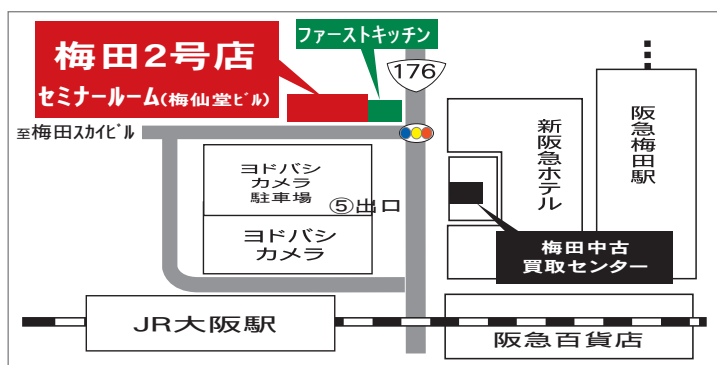 梅田2号店
セミナールーム(梅仙堂ビル)
ファーストキッチン
176
至梅田スカイビル
ヨドバシ
カメラ
駐車場
⑤出口
ヨドバシ
カメラ
新阪急ホテル
阪急梅田駅
梅田中古
買取センター
JR大阪駅
阪急百貨店